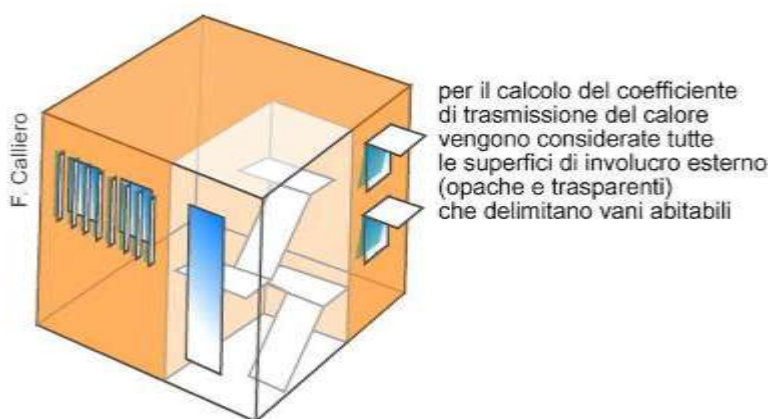 F. Calliero
per il calcolo del coefficiente
di trasmissione del calore
vengono considerate tutte
le superfici di involucro esterno
(opache e trasparenti)
che delimitano vani abitabili